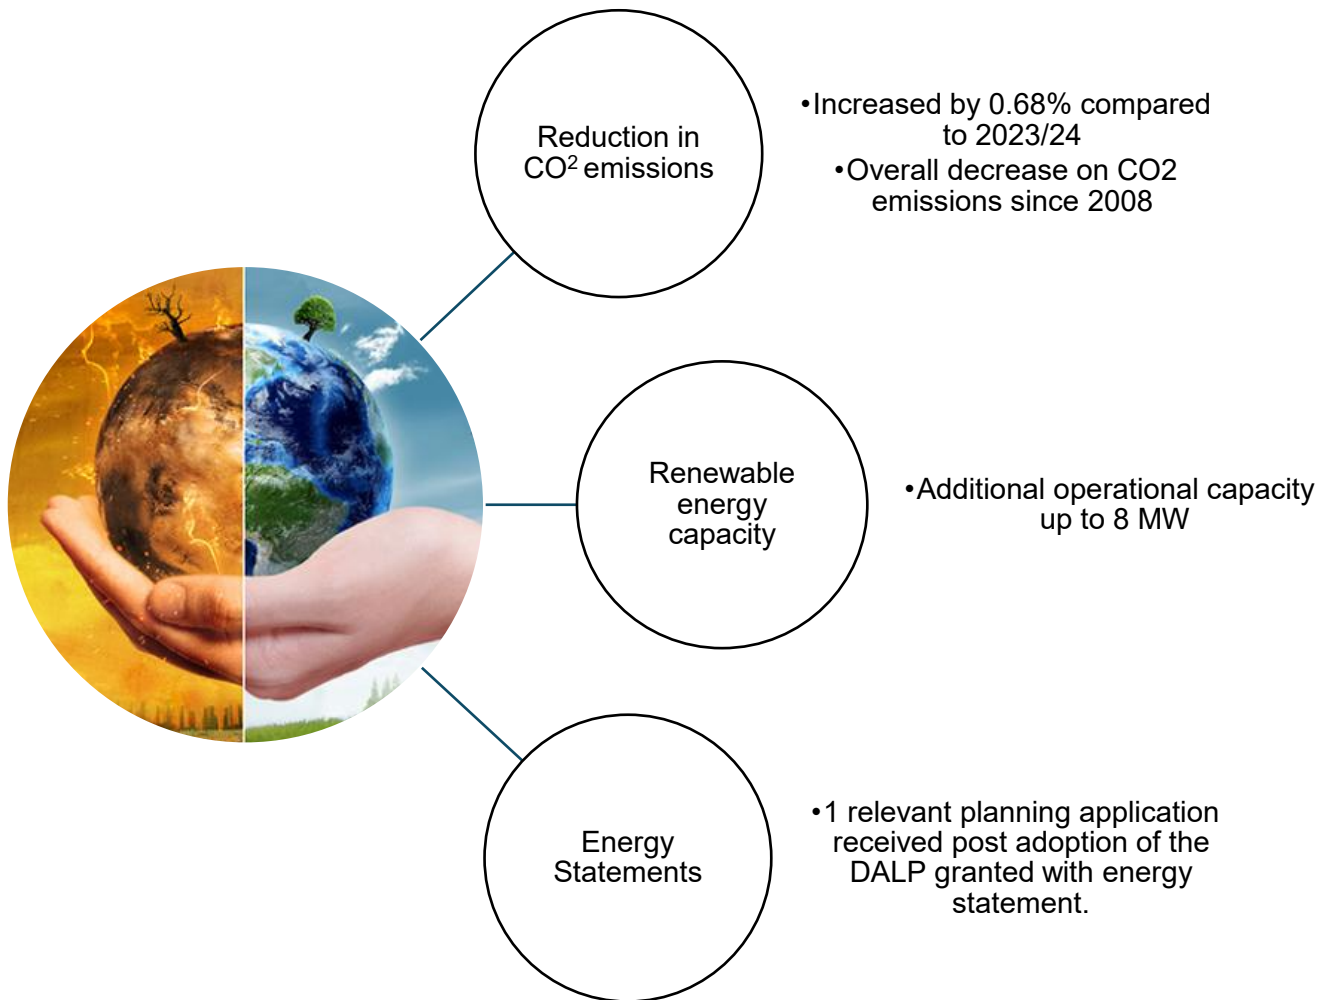 Reduction in
CO² emissions
•Increased by 0.68% compared
to 2023/24
•Overall decrease on CO2
emissions since 2008
Renewable
energy
capacity
•Additional operational capacity
up to 8 MW
Energy
Statements
•1 relevant planning application
received post adoption of the
DALP granted with energy
statement.